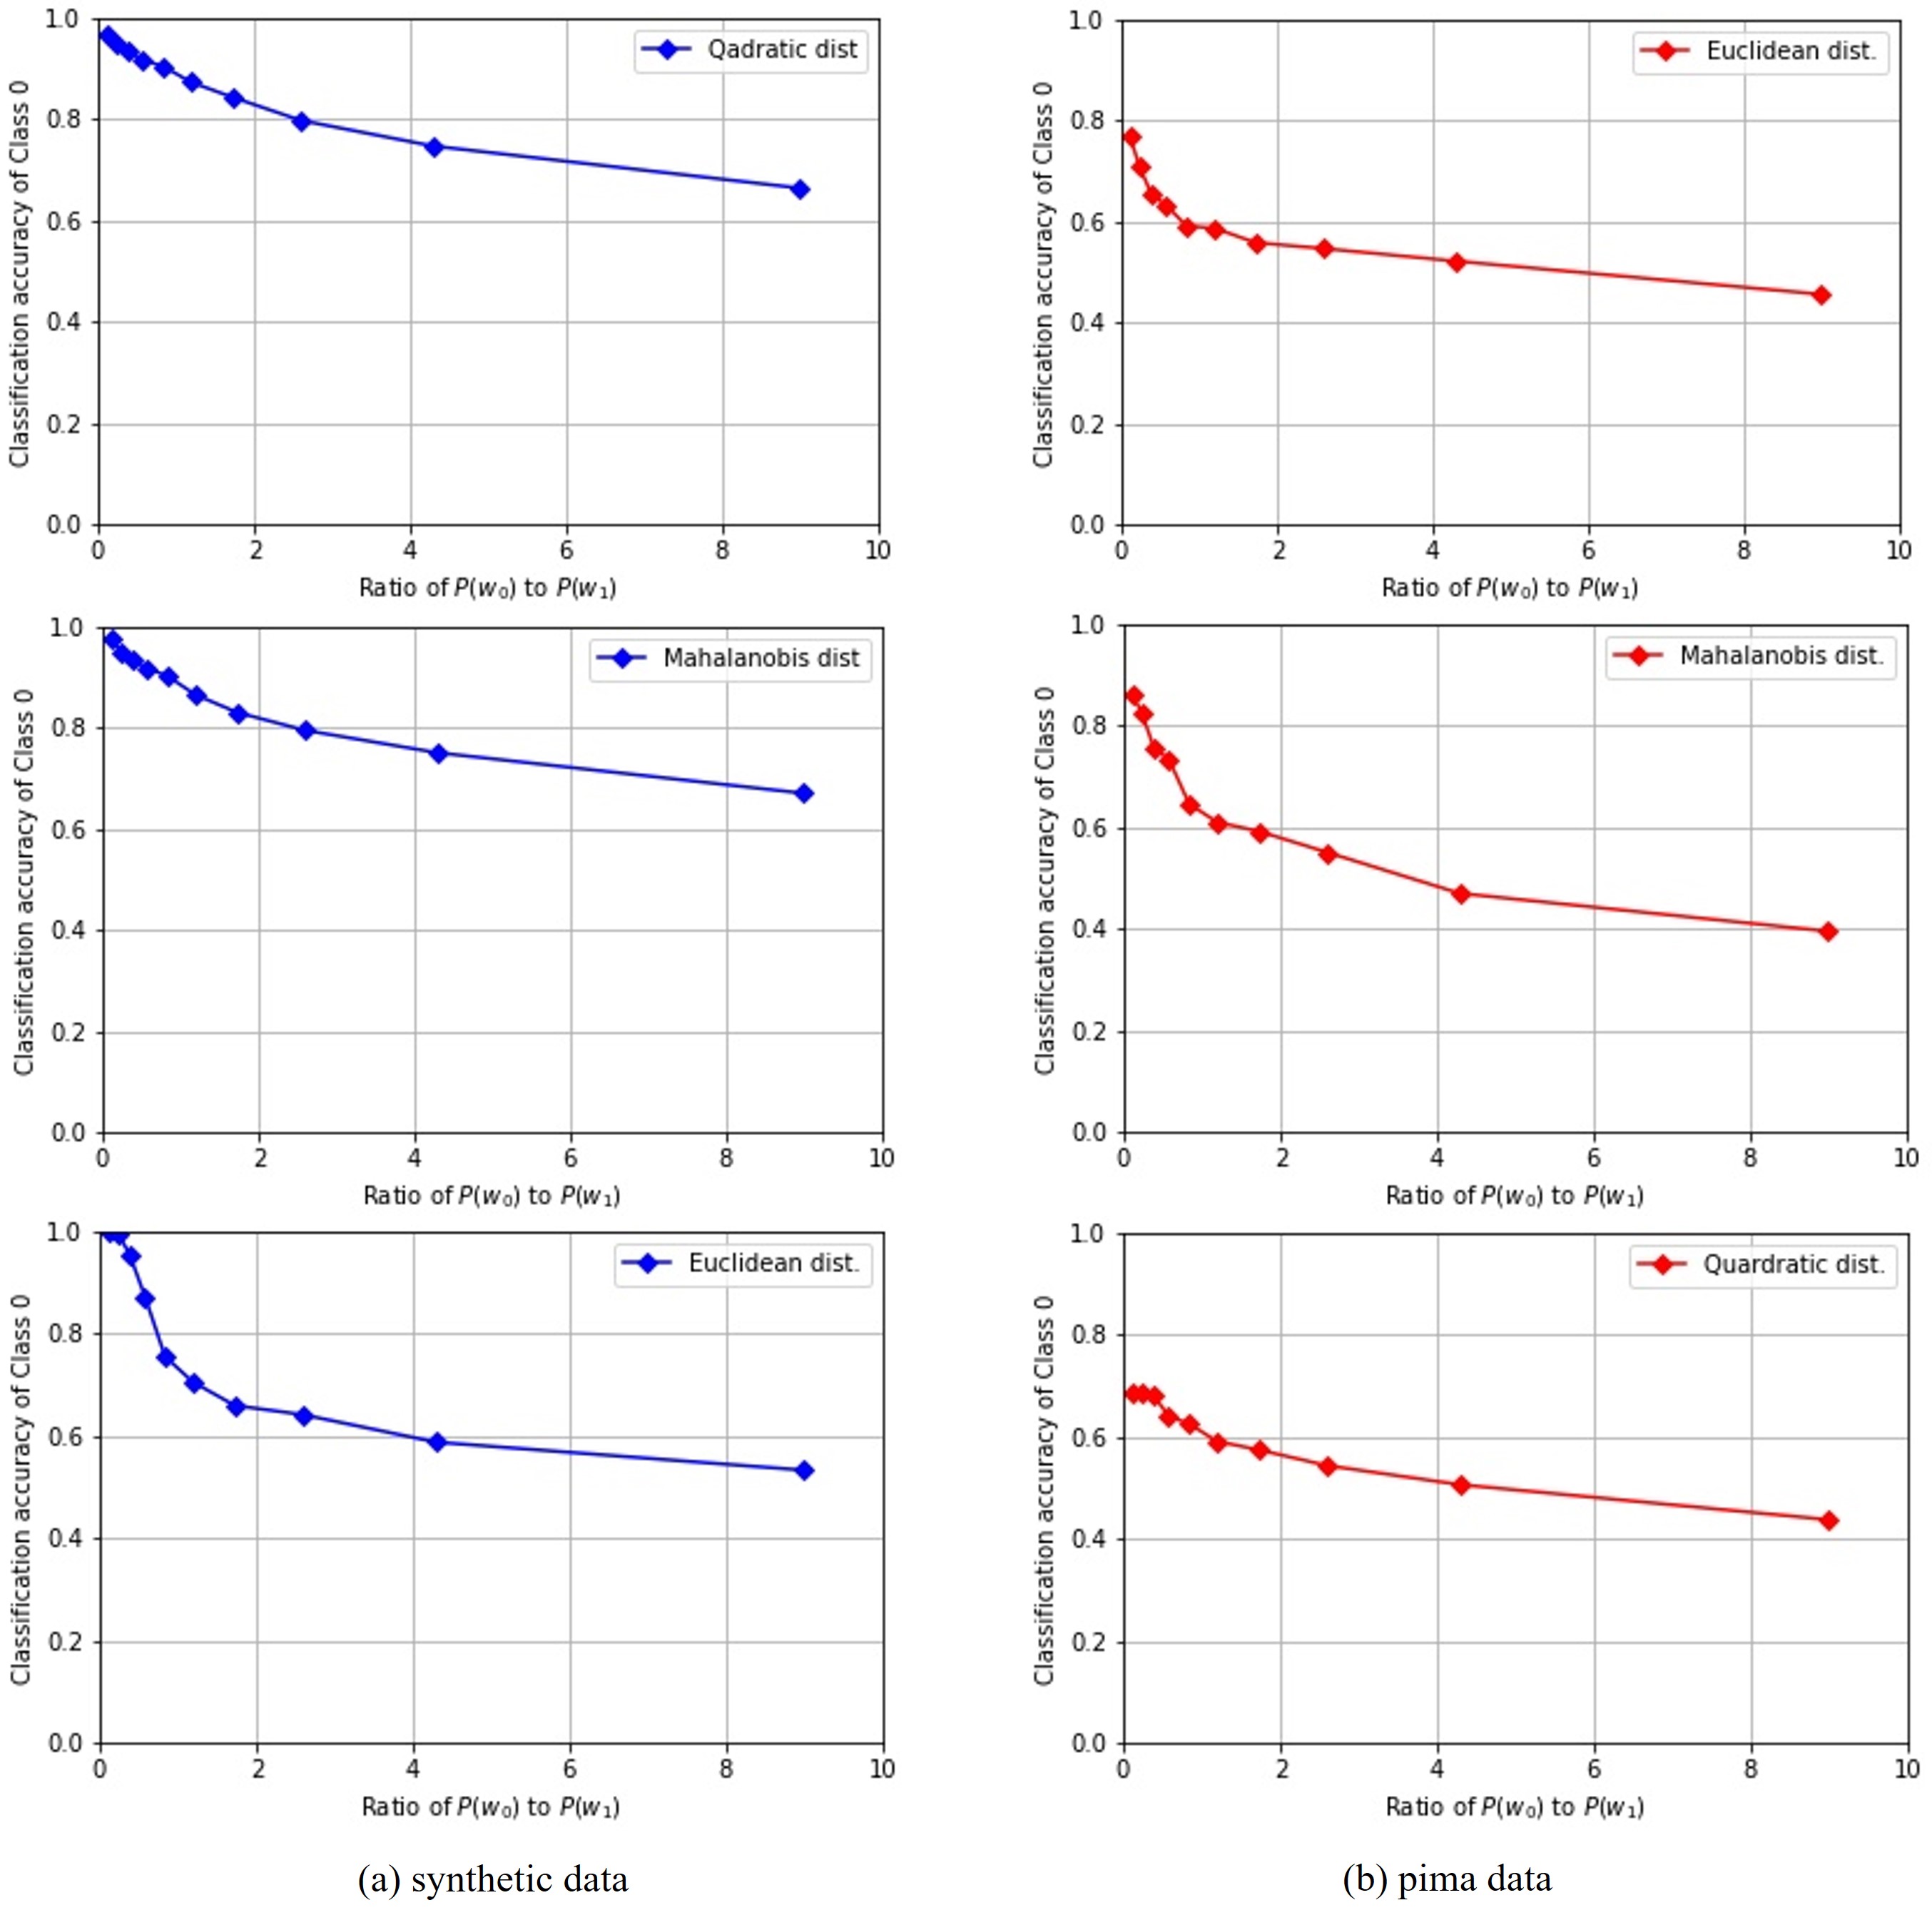 Classification accuracy of Class 0
1.0
0.8
0.6
0.4
0.2
0.0
0 2 4 6 8 10
Qadratic dist
Ratio of P(w₀) to P(w₁)
Classification accuracy of Class 0
1.0
0.8
0.6
0.4
0.2
0.0
0 2 4 6 8 10
Euclidean dist.
Ratio of P(w₀) to P(w₁)
Classification accuracy of Class 0
1.0
0.8
0.6
0.4
0.2
0.0
0 2 4 6 8 10
Mahalanobis dist
Ratio of P(w₀) to P(w₁)
Classification accuracy of Class 0
1.0
0.8
0.6
0.4
0.2
0.0
0 2 4 6 8 10
Mahalanobis dist.
Ratio of P(w₀) to P(w₁)
Classification accuracy of Class 0
1.0
0.8
0.6
0.4
0.2
0.0
0 2 4 6 8 10
Euclidean dist.
Ratio of P(w₀) to P(w₁)
Classification accuracy of Class 0
1.0
0.8
0.6
0.4
0.2
0.0
0 2 4 6 8 10
Quardratic dist.
Ratio of P(w₀) to P(w₁)
(a) synthetic data
(b) pima data